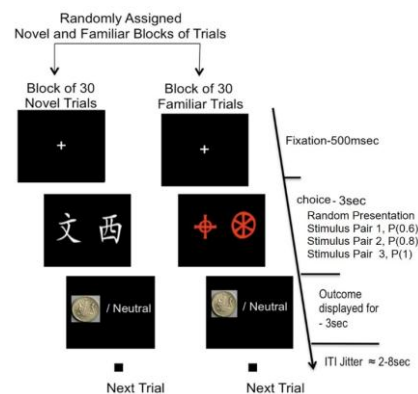 Randomly Assigned
Novel and Familiar Blocks of Trials
Block of 30
Novel Trials
Block of 30
Familiar Trials
文 西
/ Neutral
/ Neutral
Next Trial
Next Trial
Fixation-500msec
choice - 3sec
Random Presentation
Stimulus Pair 1, P(0.6)
Stimulus Pair 2, P(0.8)
Stimulus Pair 3, P(1)
Outcome
displayed for
- 3sec
ITI Jitter ≈ 2-8sec